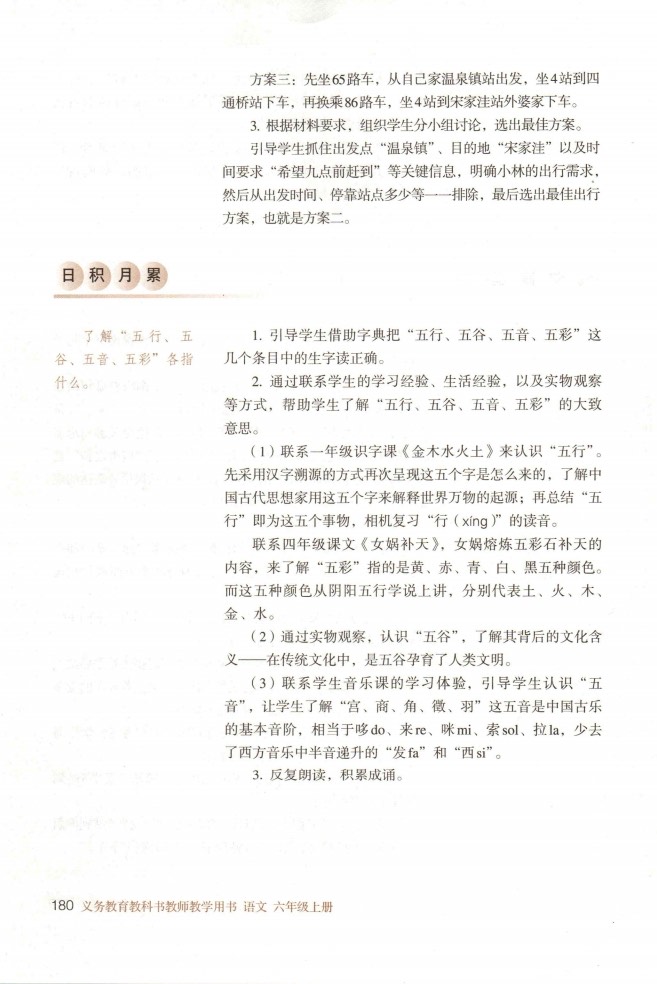 方案三：先坐65路车，从自己家温泉镇站出发，坐4站到四
通桥站下车，再换乘86路车，坐4站到宋家洼站外婆家下车。
3. 根据材料要求，组织学生分小组讨论，选出最佳方案。
引导学生抓住出发点“温泉镇”、目的地“宋家洼”以及时
间要求“希望九点前赶到”等关键信息，明确小林的出行需求，
然后从出发时间、停靠站点多少等一一排除，最后选出最佳出行
方案，也就是方案二。
日积月累
了解“五行、五
谷、五音、五彩”各指
什么。
1. 引导学生借助字典把“五行、五谷、五音、五彩”这
几个条目中的生字读正确。
2. 通过联系学生的学习经验、生活经验，以及实物观察
等方式，帮助学生了解“五行、五谷、五音、五彩”的大致
意思。
（1）联系一年级识字课《金木水火土》来认识“五行”。
先采用汉字溯源的方式再次呈现这五个字是怎么来的，了解中
国古代思想家用这五个字来解释世界万物的起源；再总结“五
行”即为这五个事物，相机复习“行（xíng）”的读音。
联系四年级课文《女娲补天》，女娲熔炼五彩石补天的
内容，来了解“五彩”指的是黄、赤、青、白、黑五种颜色。
而这五种颜色从阴阳五行学说上讲，分别代表土、火、木、
金、水。
（2）通过实物观察，认识“五谷”，了解其背后的文化含
义——在传统文化中，是五谷孕育了人类文明。
（3）联系学生音乐课的学习体验，引导学生认识“五
音”，让学生了解“宫、商、角、徵、羽”这五音是中国古乐
的基本音阶，相当于哆do、来re、咪mi、索sol、拉la，少去
了西方音乐中半音递升的“发fa”和“西si”。
3. 反复朗读，积累成诵。
180 义务教育教科书教师教学用书 语文 六年级上册